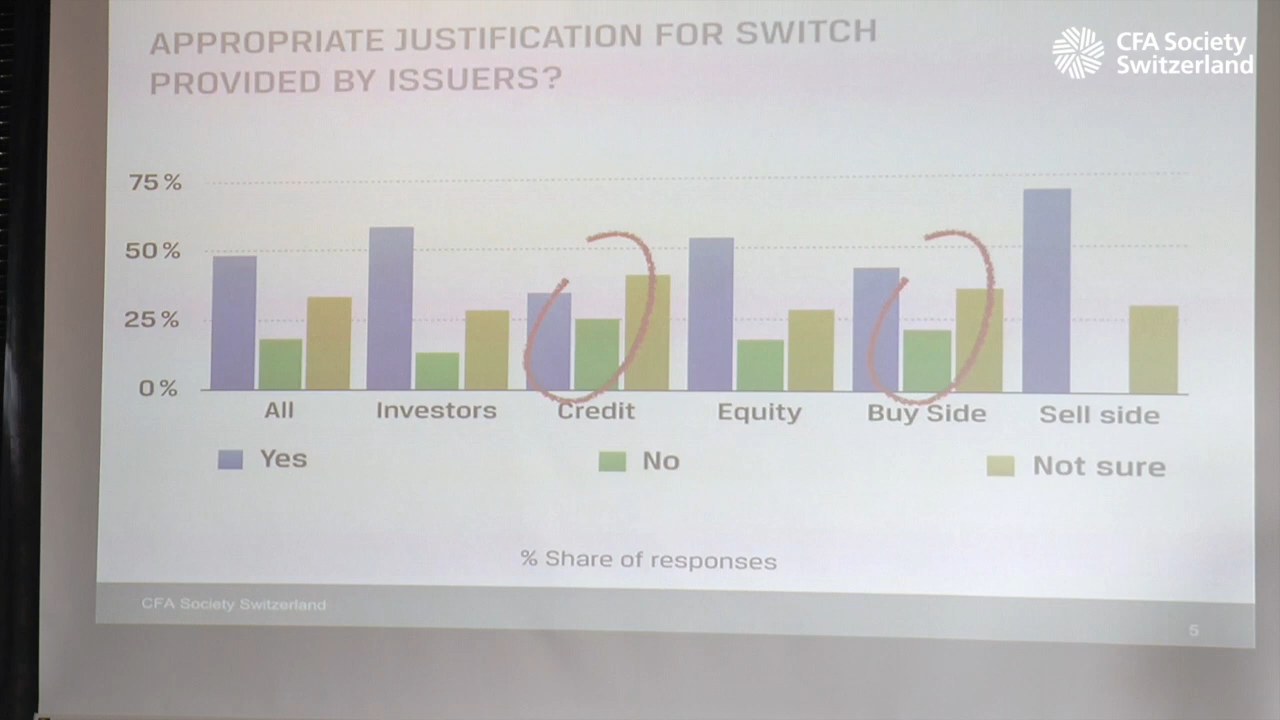 APPROPRIATE JUSTIFICATION FOR SWITCH
PROVIDED BY ISSUERS?
CFA Society
Switzerland
75%
50%
25%
0%
All Investors Credit Equity Buy Side Sell side
Yes No Not sure
% Share of responses
CFA Society Switzerland
5